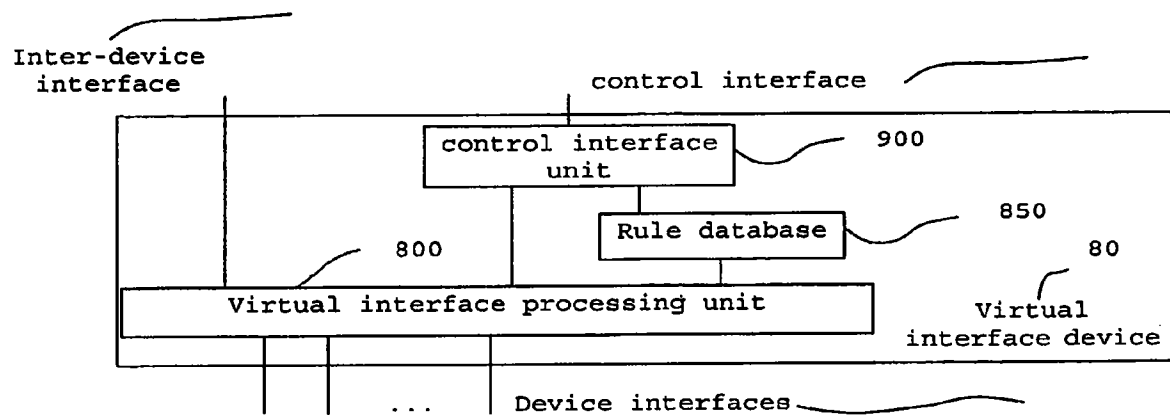 Inter-device
interface
control interface
control interface
unit
900
Rule database
850
800
Virtual interface processing unit
80
Virtual
interface device
... Device interfaces